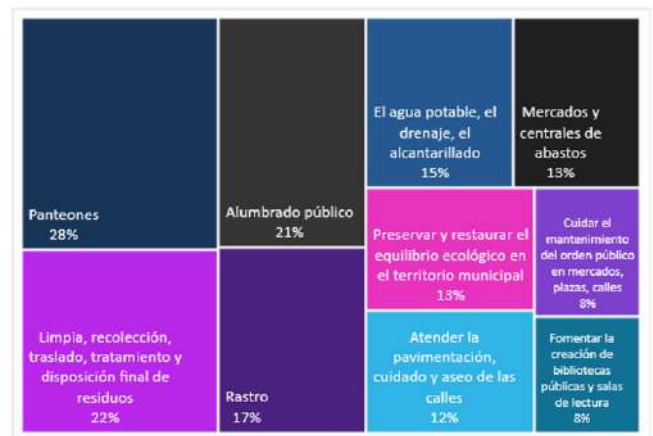 Panteones
28%
Alumbrado público
21%
El agua potable, el
drenaje, el
alcantarillado
15%
Mercados y
centrales de
abastos
13%
Preservar y restaurar el
equilibrio ecológico en
el territorio municipal
13%
Cuidar el
mantenimiento
del orden público
en mercados,
plazas, calles
8%
Limpia, recolección,
traslado, tratamiento y
disposición final de
residuos
22%
Rastro
17%
Atender la
pavimentación,
cuidado y aseo de las
calles
12%
Fomentar la
creación de
bibliotecas
públicas y salas
de lectura
8%